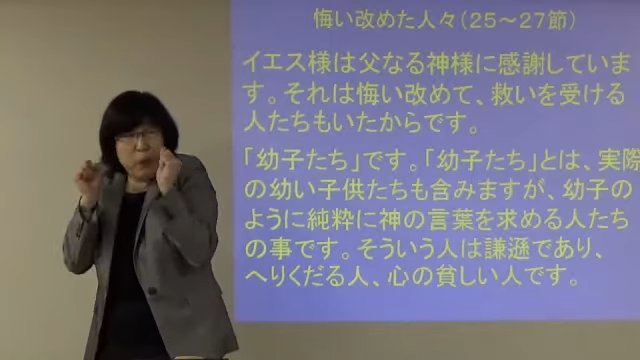 悔い改めた人々（２５～２７節）
イエス様は父なる神様に感謝していま
す。それは悔い改めて、救いを受ける
人たちもいたからです。
「幼子たち」です。「幼子たち」とは、実際
の幼い子供たちも含みますが、幼子の
ように純粋に神の言葉を求める人たち
の事です。そういう人は謙遜であり、
へりくだる人、心の貧しい人です。